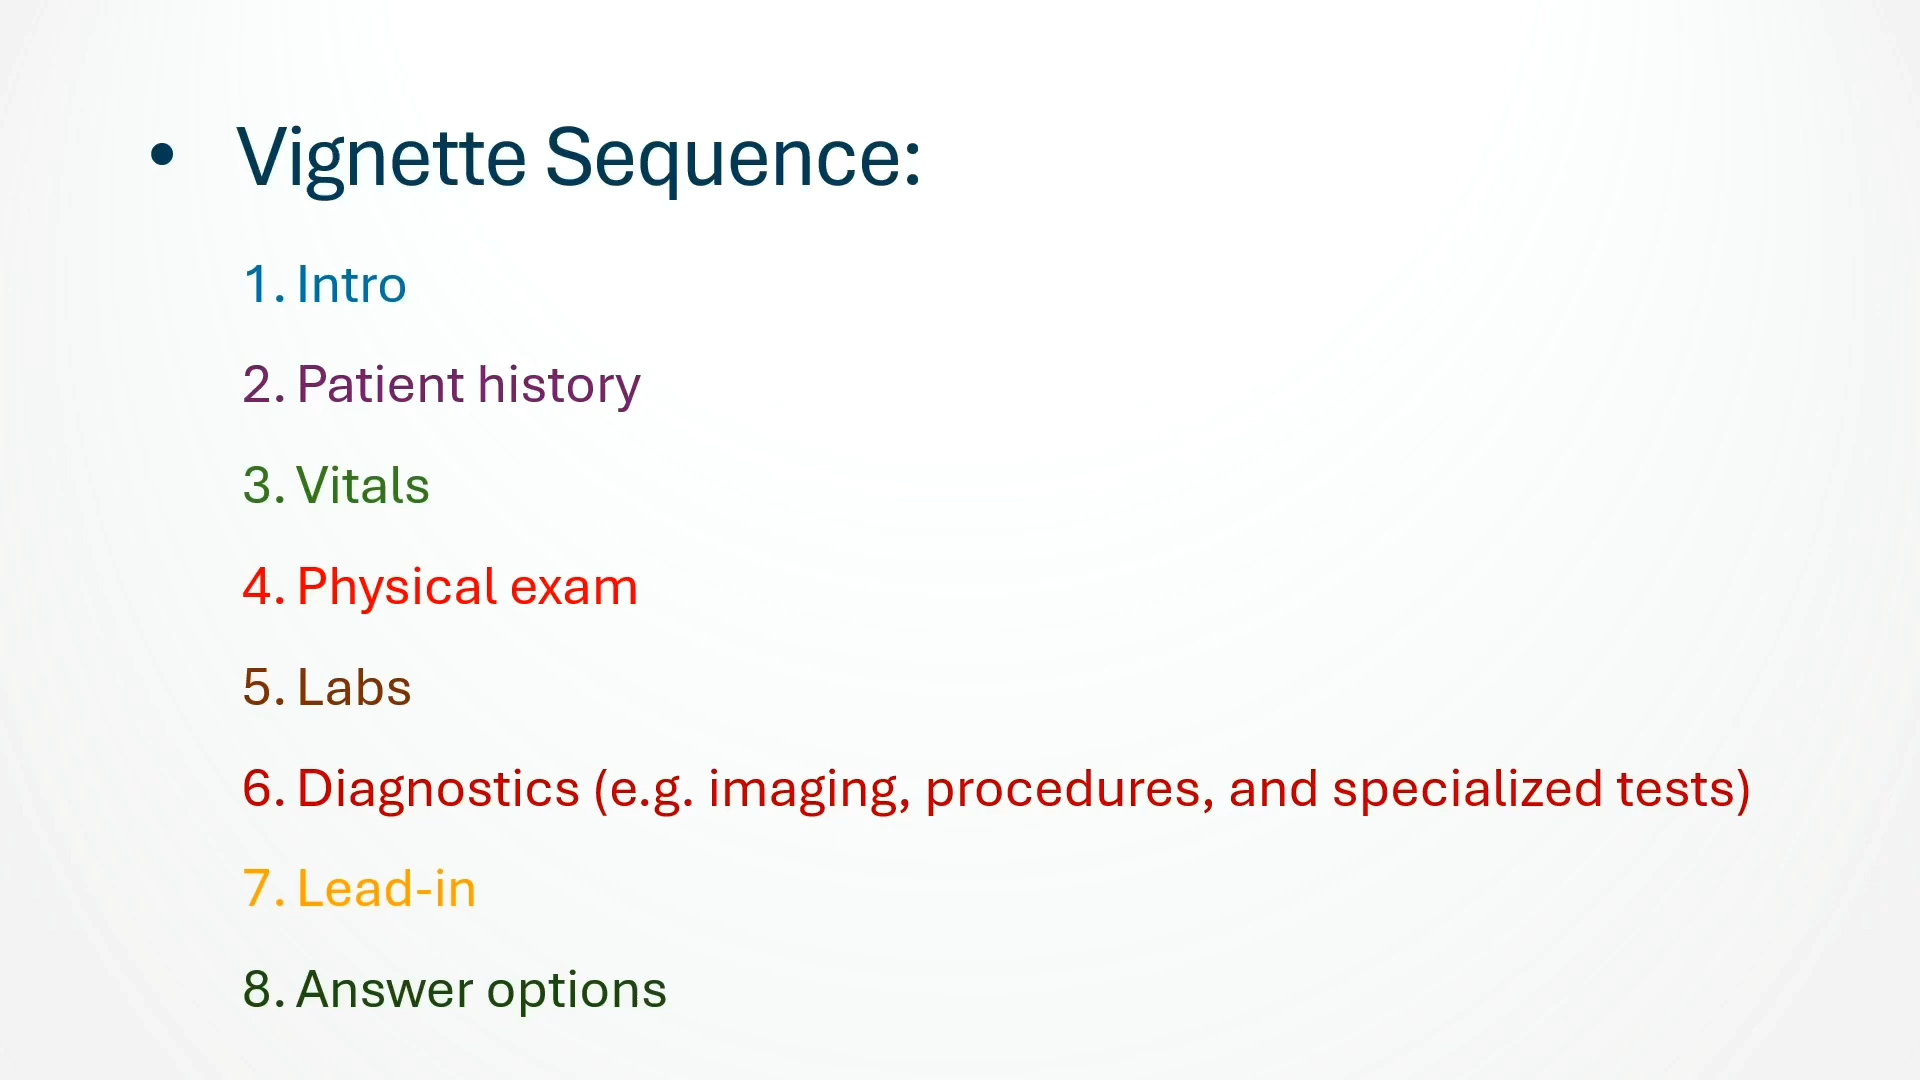 • Vignette Sequence:
1. Intro
2. Patient history
3. Vitals
4. Physical exam
5. Labs
6. Diagnostics (e.g. imaging, procedures, and specialized tests)
7. Lead-in
8. Answer options